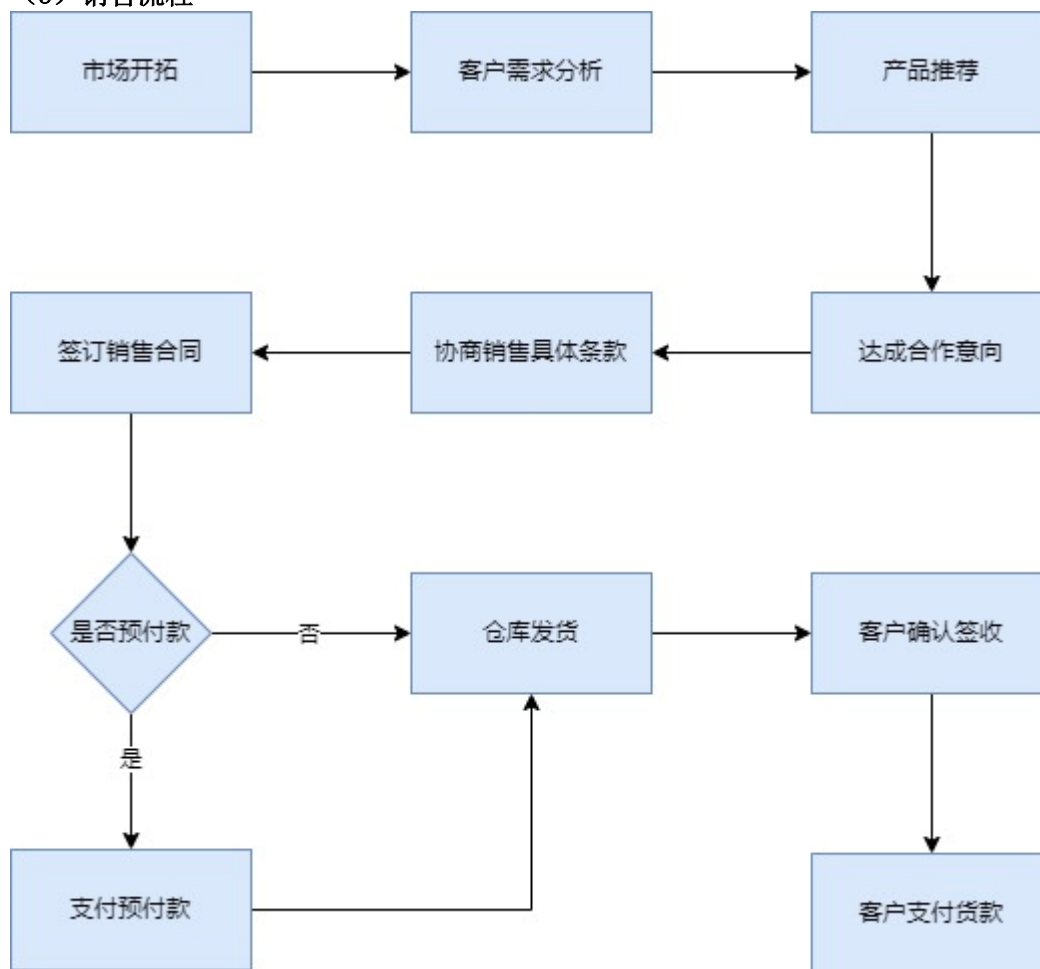 市场开拓
客户需求分析
产品推荐
签订销售合同
协商销售具体条款
达成合作意向
是否预付款
否
仓库发货
客户确认签收
是
支付预付款
客户支付货款